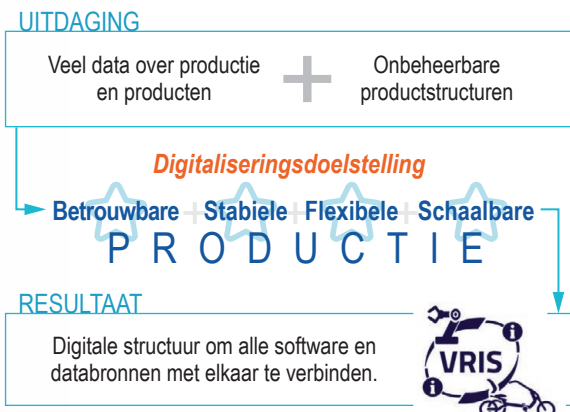 UITDAGING
Veel data over productie
en producten
+
Onbeheerbare
productstructuren
Digitaliseringsdoelstelling
Betrouwbare + Stabiele + Flexibele + Schaalbare
PRODUCTIE
RESULTAAT
Digitale structuur om alle software en
databronnen met elkaar te verbinden.
i
VRIS
i